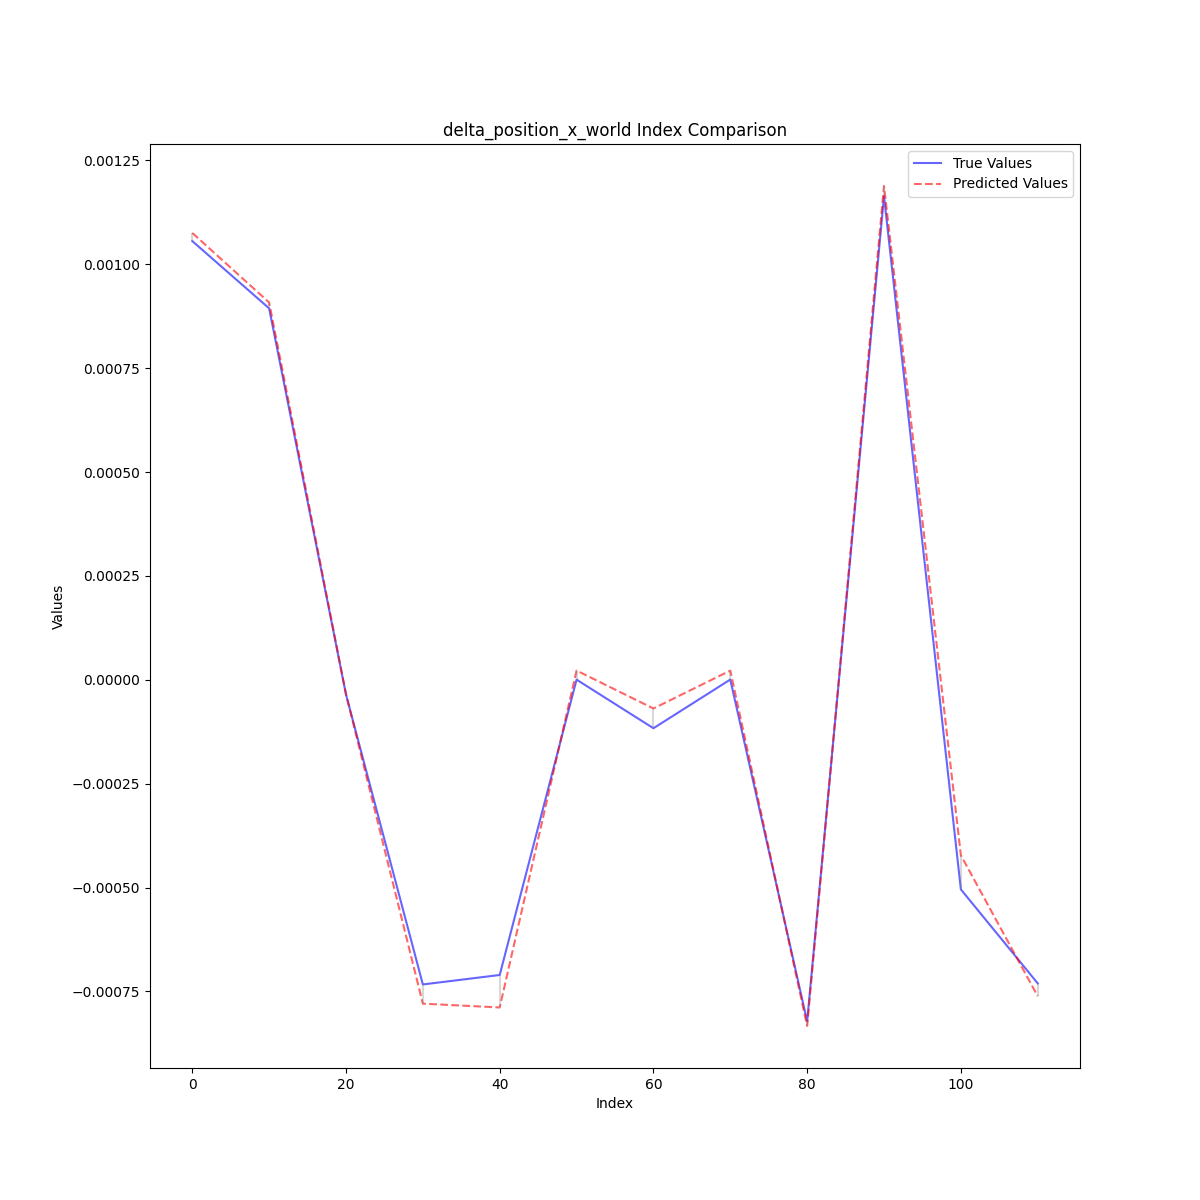 delta_position_x_world Index Comparison
True Values
Predicted Values
0.00125
0.00100
0.00075
0.00050
0.00025
0.00000
−0.00025
−0.00050
−0.00075
Values
0 20 40 60 80 100
Index